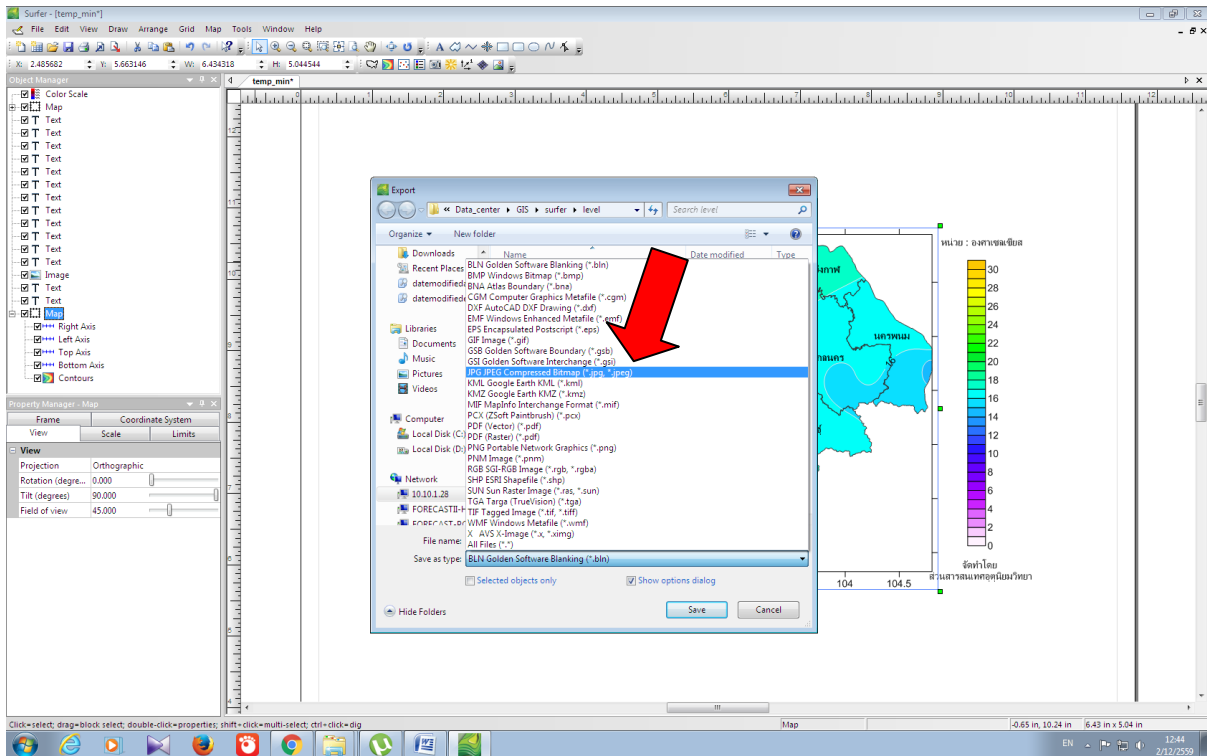 Surfer - [temp_min*]
File Edit View Draw Arrange Grid Map Tools Window Help
X: 2.485682 Y: 5.663146 W: 6.434318 H: 5.044544
Object Manager
temp_min*
Color Scale
Map
Text
Text
Text
Text
Text
Text
Text
Text
Text
Text
Text
Text
Image
Text
Text
Map
Right Axis
Left Axis
Top Axis
Bottom Axis
Contours
Property Manager - Map
Frame Coordinate System
View Scale Limits
View
Projection Orthographic
Rotation (degre... 0.000
Tilt (degrees) 90.000
Field of view 45.000
Export
« Data_center GIS surfer level
Search level
Organize New folder
Name Date modified Type
Downloads
Recent Places
datemodified
datemodified
Libraries
Documents
Music
Pictures
Videos
Computer
Local Disk (C:)
Local Disk (D:)
Network
10.10.1.28
FORECASTII-H
FORECAST-PC
BLN Golden Software Blanking (*.bln)
BMP Windows Bitmap (*.bmp)
BNA Atlas Boundary (*.bna)
CGM Computer Graphics Metafile (*.cgm)
DXF AutoCAD DXF Drawing (*.dxf)
EMF Windows Enhanced Metafile (*.emf)
EPS Encapsulated Postscript (*.eps)
GIF Image (*.gif)
GSB Golden Software Boundary (*.gsb)
GSI Golden Software Interchange (*.gsi)
JPG JPEG Compressed Bitmap (*.jpg, *.jpeg)
KML Google Earth KML (*.kml)
KMZ Google Earth KMZ (*.kmz)
MIF MapInfo Interchange Format (*.mif)
PCX (ZSoft Paintbrush) (*.pcx)
PDF (Vector) (*.pdf)
PDF (Raster) (*.pdf)
PNG Portable Network Graphics (*.png)
PNM Image (*.pnm)
RGB SGI-RGB Image (*.rgb, *.rgba)
SHP ESRI Shapefile (*.shp)
SUN Sun Raster Image (*.ras, *.sun)
TGA Targa (TrueVision) (*.tga)
TIF Tagged Image (*.tif, *.tiff)
WMF Windows Metafile (*.wmf)
X AVS X-Image (*.x, *.ximg)
All Files (*.*)
File name:
Save as type: BLN Golden Software Blanking (*.bln)
Selected objects only Show options dialog
Hide Folders Save Cancel
หน่วย : องศาเซลเซียส
30
28
26
24
22
20
18
16
14
12
10
8
6
4
2
0
นครพนม
104 104.5
จัดทำโดย
ส่วนสารสนเทศอุตุนิยมวิทยา
Click=select; drag=block select; double-click=properties; shift+click=multi-select; ctrl+click=dig
Map
-0.65 in, 10.24 in 6.43 in x 5.04 in
EN
12:44
2/12/2559